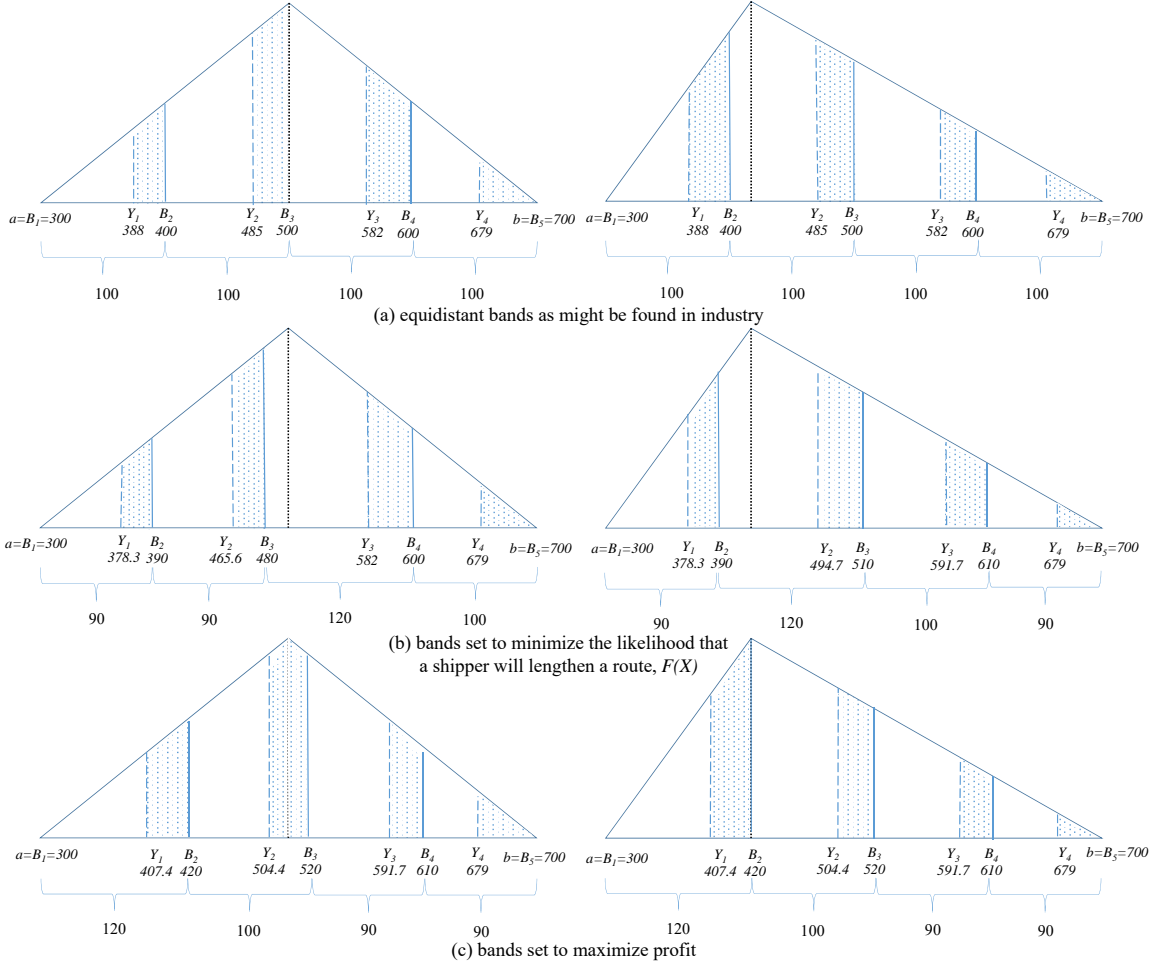 a=B1=300 Y1 B2 Y2 B3 Y3 B4 Y4 b=B5=700
388 400 485 500 582 600 679
100 100 100 100
a=B1=300 Y1 B2 Y2 B3 Y3 B4 Y4 b=B5=700
388 400 485 500 582 600 679
100 100 100 100
(a) equidistant bands as might be found in industry
a=B1=300 Y1 B2 Y2 B3 Y3 B4 Y4 b=B5=700
378.3 390 465.6 480 582 600 679
90 90 120 100
a=B1=300 Y1 B2 Y2 B3 Y3 B4 Y4 b=B5=700
378.3 390 494.7 510 591.7 610 679
90 120 100 90
(b) bands set to minimize the likelihood that
a shipper will lengthen a route, F(X)
a=B1=300 Y1 B2 Y2 B3 Y3 B4 Y4 b=B5=700
407.4 420 504.4 520 591.7 610 679
120 100 90 90
a=B1=300 Y1 B2 Y2 B3 Y3 B4 Y4 b=B5=700
407.4 420 504.4 520 591.7 610 679
120 100 90 90
(c) bands set to maximize profit